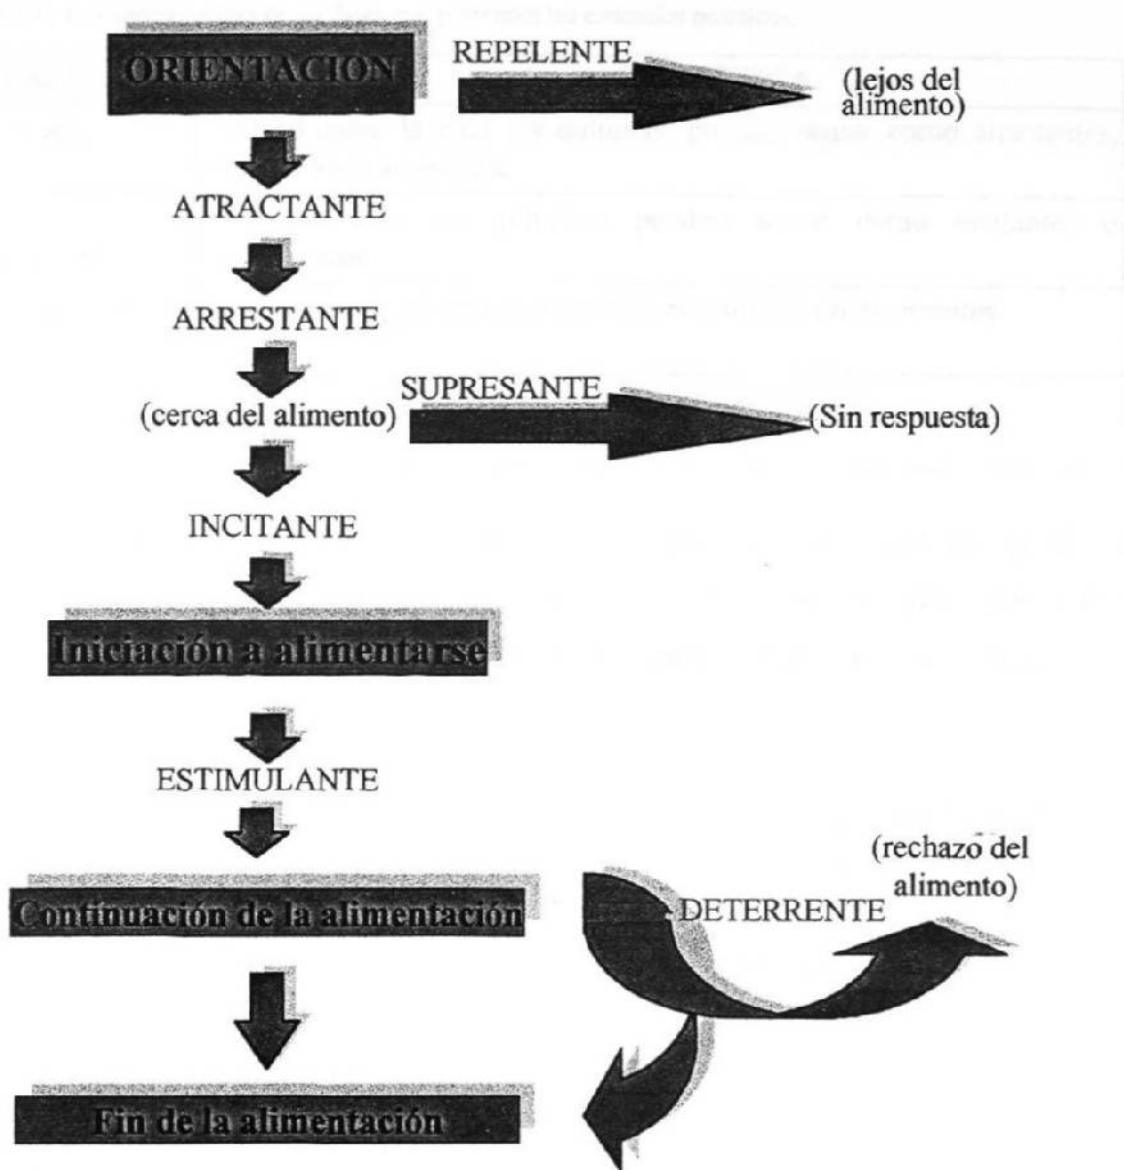 ORIENTACION
REPELENTE
(lejos del
alimento)
ATRACTANTE
ARRESTANTE
(cerca del alimento)
SUPRESANTE
(Sin respuesta)
INCITANTE
Iniciación a alimentarse
ESTIMULANTE
Continuación de la alimentación
DETERRENTE
(rechazo del
alimento)
Fin de la alimentación